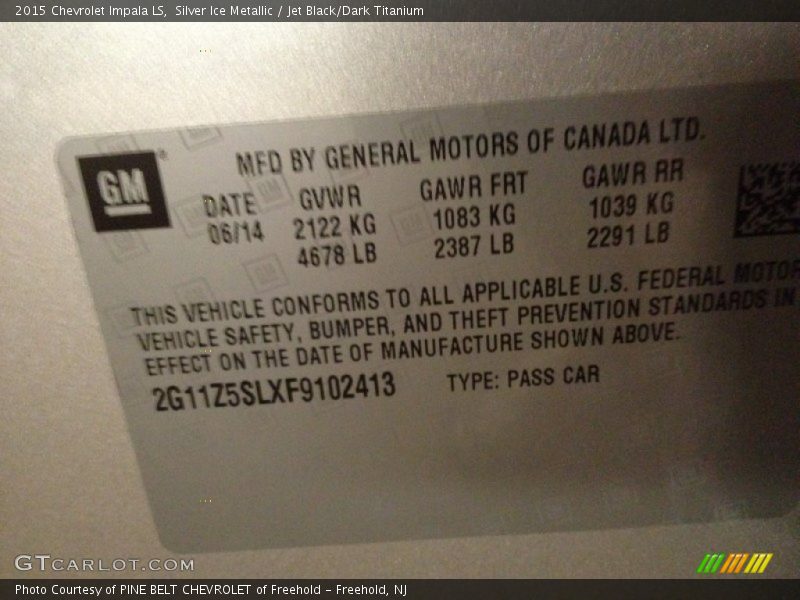 2015 Chevrolet Impala LS, Silver Ice Metallic / Jet Black/Dark Titanium
GM
MFD BY GENERAL MOTORS OF CANADA LTD.
DATE GVWR GAWR FRT GAWR RR
06/14 2122 KG 1083 KG 1039 KG
4678 LB 2387 LB 2291 LB
THIS VEHICLE CONFORMS TO ALL APPLICABLE U.S. FEDERAL MOTOR
VEHICLE SAFETY, BUMPER, AND THEFT PREVENTION STANDARDS IN
EFFECT ON THE DATE OF MANUFACTURE SHOWN ABOVE.
2G11Z5SLXF9102413 TYPE: PASS CAR
GTCARLOT.COM
Photo Courtesy of PINE BELT CHEVROLET of Freehold - Freehold, NJ